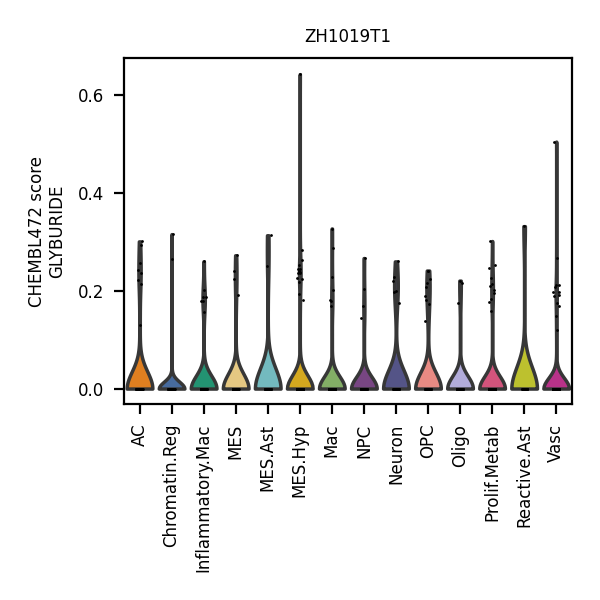 ZH1019T1
CHEMBL472 score
GLYBURIDE
0.6
0.4
0.2
0.0
AC
Chromatin.Reg
Inflammatory.Mac
MES
MES.Ast
MES.Hyp
Mac
NPC
Neuron
OPC
Oligo
Prolif.Metab
Reactive.Ast
Vasc